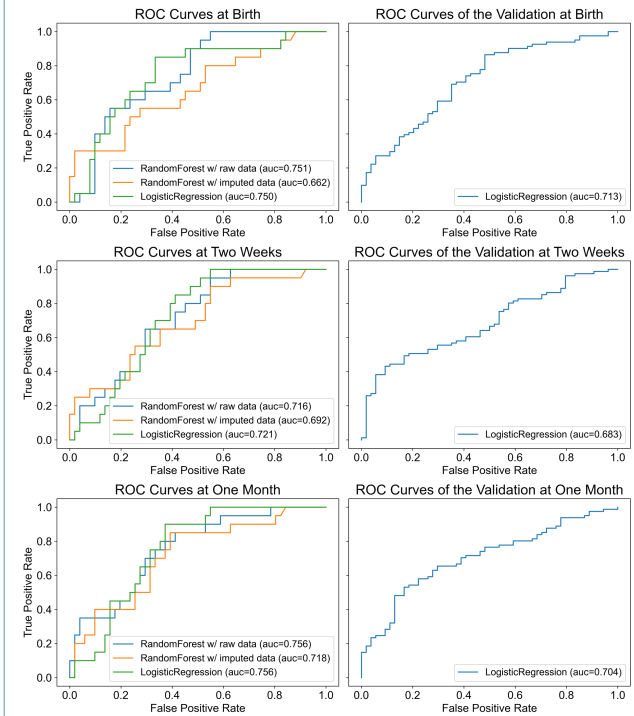 ROC Curves at Birth
1.0
0.8
0.6
0.4
0.2
0.0
True Positive Rate
RandomForest w/ raw data (auc=0.751)
RandomForest w/ imputed data (auc=0.662)
LogisticRegression (auc=0.750)
0.0 0.2 0.4 0.6 0.8 1.0
False Positive Rate
ROC Curves of the Validation at Birth
LogisticRegression (auc=0.713)
0.0 0.2 0.4 0.6 0.8 1.0
False Positive Rate
ROC Curves at Two Weeks
1.0
0.8
0.6
0.4
0.2
0.0
True Positive Rate
RandomForest w/ raw data (auc=0.716)
RandomForest w/ imputed data (auc=0.692)
LogisticRegression (auc=0.721)
0.0 0.2 0.4 0.6 0.8 1.0
False Positive Rate
ROC Curves of the Validation at Two Weeks
LogisticRegression (auc=0.683)
0.0 0.2 0.4 0.6 0.8 1.0
False Positive Rate
ROC Curves at One Month
1.0
0.8
0.6
0.4
0.2
0.0
True Positive Rate
RandomForest w/ raw data (auc=0.756)
RandomForest w/ imputed data (auc=0.718)
LogisticRegression (auc=0.756)
0.0 0.2 0.4 0.6 0.8 1.0
False Positive Rate
ROC Curves of the Validation at One Month
LogisticRegression (auc=0.704)
0.0 0.2 0.4 0.6 0.8 1.0
False Positive Rate